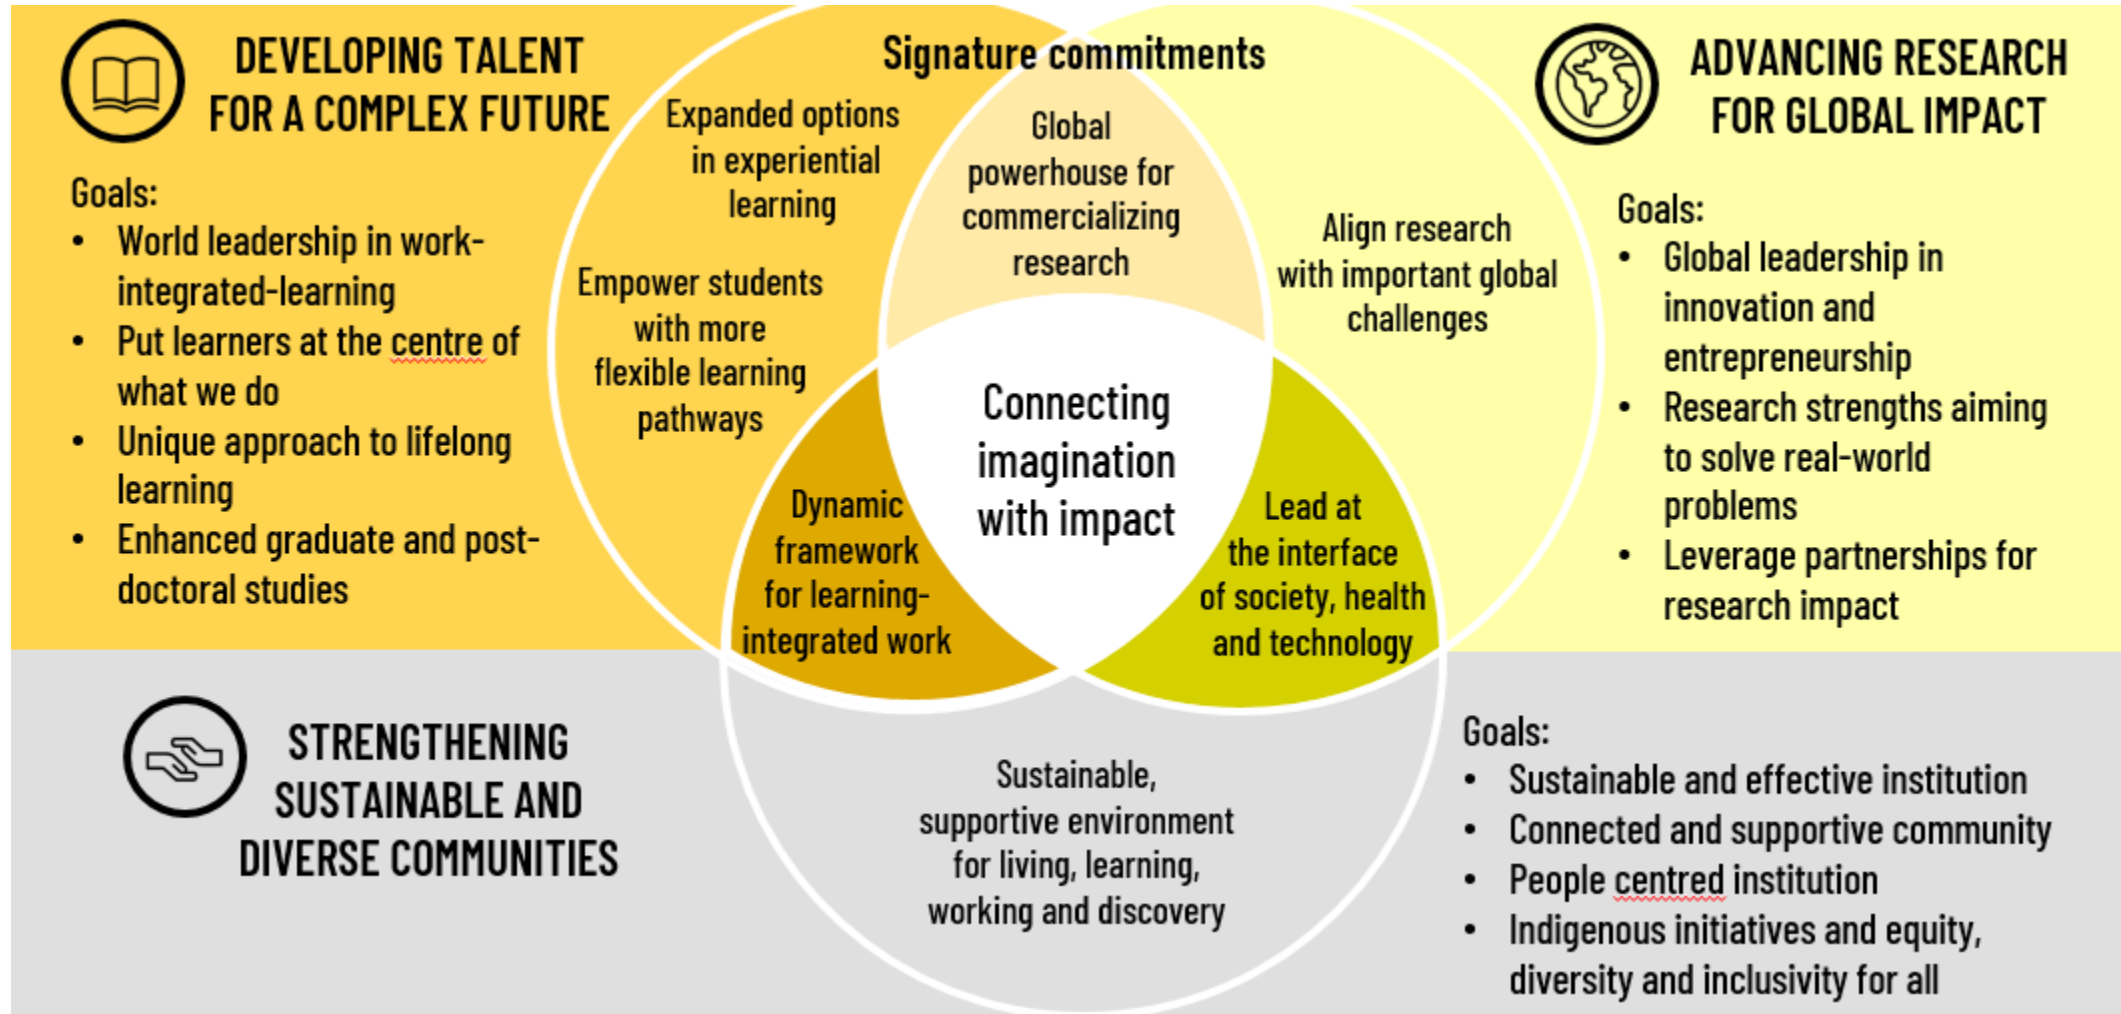 DEVELOPING TALENT
FOR A COMPLEX FUTURE
Goals:
• World leadership in work-
integrated-learning
• Put learners at the centre of
what we do
• Unique approach to lifelong
learning
• Enhanced graduate and post-
doctoral studies
Signature commitments
Expanded options
in experiential
learning
Empower students
with more
flexible learning
pathways
Global
powerhouse for
commercializing
research
Align research
with important global
challenges
Connecting
imagination
with impact
Dynamic
framework
for learning-
integrated work
Lead at
the interface
of society, health
and technology
ADVANCING RESEARCH
FOR GLOBAL IMPACT
Goals:
• Global leadership in
innovation and
entrepreneurship
• Research strengths aiming
to solve real-world
problems
• Leverage partnerships for
research impact
STRENGTHENING
SUSTAINABLE AND
DIVERSE COMMUNITIES
Sustainable,
supportive environment
for living, learning,
working and discovery
Goals:
• Sustainable and effective institution
• Connected and supportive community
• People centred institution
• Indigenous initiatives and equity,
diversity and inclusivity for all